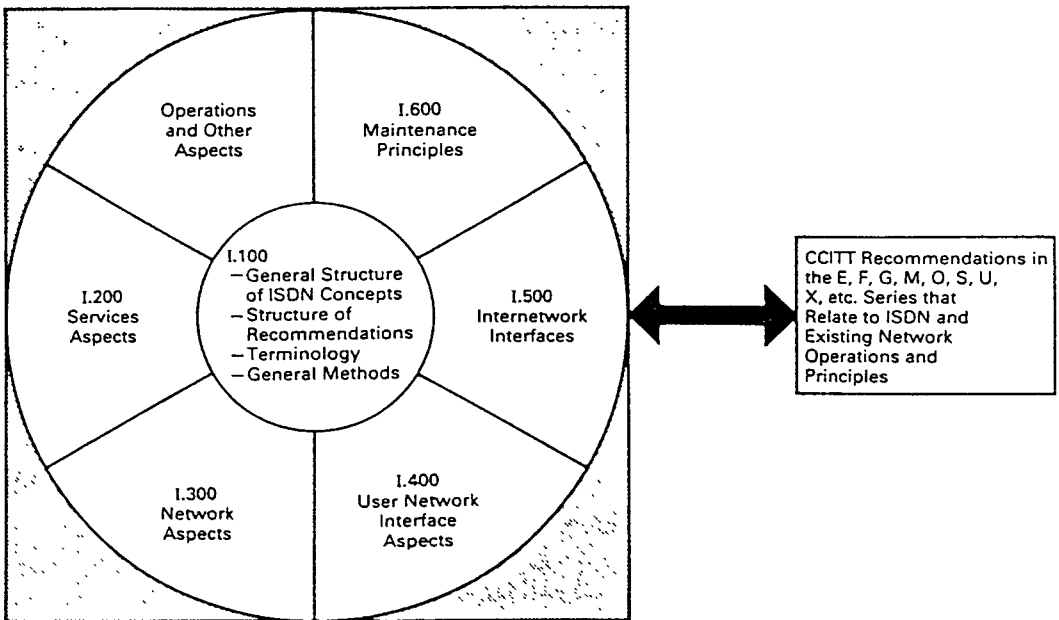 Operations
and Other
Aspects
I.600
Maintenance
Principles
I.100
–General Structure
of ISDN Concepts
–Structure of
Recommendations
–Terminology
–General Methods
I.200
Services
Aspects
I.500
Internetwork
Interfaces
I.300
Network
Aspects
I.400
User Network
Interface
Aspects
CCITT Recommendations in
the E, F, G, M, O, S, U,
X, etc. Series that
Relate to ISDN and
Existing Network
Operations and
Principles